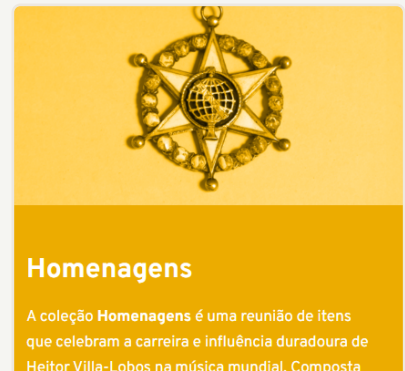 Homenagens
A coleção Homenagens é uma reunião de itens
que celebram a carreira e influência duradoura de
Heitor Villa-Lobos na música mundial. Composta